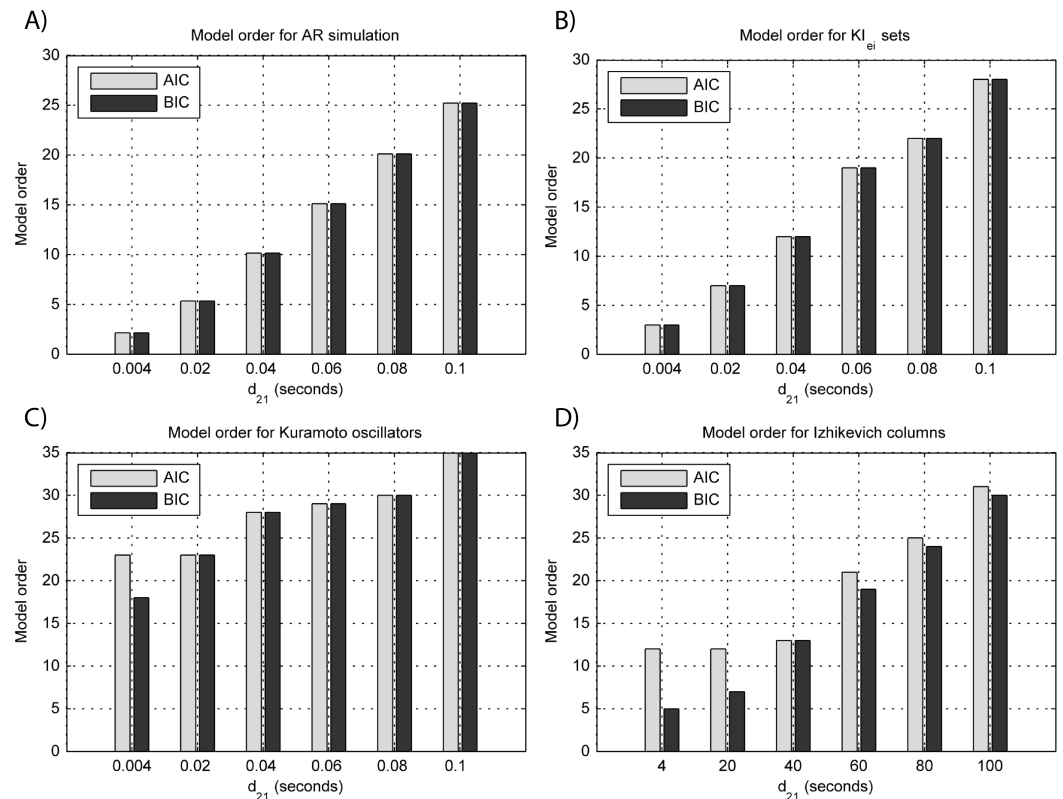 A)
Model order for AR simulation
30
25
20
15
10
5
0
Model order
AIC
BIC
0.004 0.02 0.04 0.06 0.08 0.1
d21 (seconds)
B)
Model order for KIei sets
30
25
20
15
10
5
0
Model order
AIC
BIC
0.004 0.02 0.04 0.06 0.08 0.1
d21 (seconds)
C)
Model order for Kuramoto oscillators
35
30
25
20
15
10
5
0
Model order
AIC
BIC
0.004 0.02 0.04 0.06 0.08 0.1
d21 (seconds)
D)
Model order for Izhikevich columns
35
30
25
20
15
10
5
0
Model order
AIC
BIC
4 20 40 60 80 100
d21 (seconds)